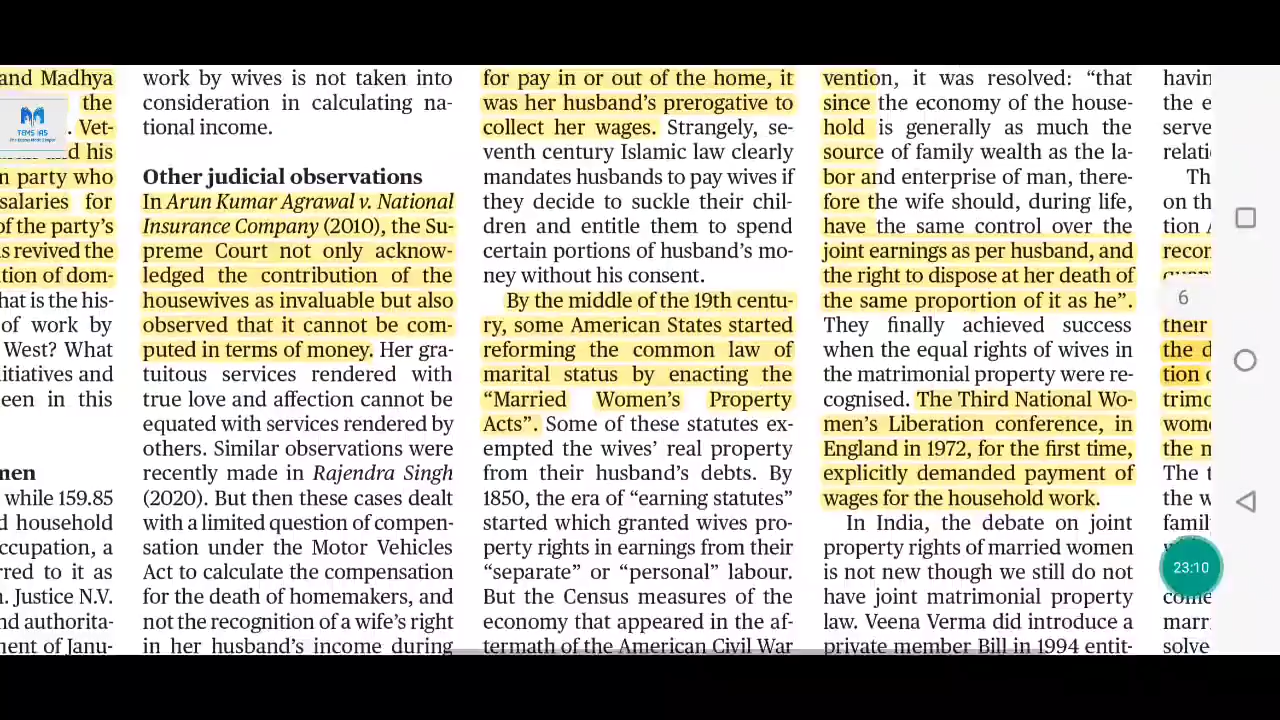 and Madhya
the
Vet-
and his
n party who
salaries for
of the party's
s revived the
tion of dom-
hat is the his-
of work by
West? What
itiatives and
een in this
men
while 159.85
d household
ccupation, a
rred to it as
n. Justice N.V.
nd authorita-
ment of Janu-
TEMS IAS
work by wives is not taken into
consideration in calculating na-
tional income.
Other judicial observations
In Arun Kumar Agrawal v. National
Insurance Company (2010), the Su-
preme Court not only acknow-
ledged the contribution of the
housewives as invaluable but also
observed that it cannot be com-
puted in terms of money. Her gra-
tuitous services rendered with
true love and affection cannot be
equated with services rendered by
others. Similar observations were
recently made in Rajendra Singh
(2020). But then these cases dealt
with a limited question of compen-
sation under the Motor Vehicles
Act to calculate the compensation
for the death of homemakers, and
not the recognition of a wife's right
in her husband's income during
for pay in or out of the home, it
was her husband's prerogative to
collect her wages. Strangely, se-
venth century Islamic law clearly
mandates husbands to pay wives if
they decide to suckle their chil-
dren and entitle them to spend
certain portions of husband's mo-
ney without his consent.
By the middle of the 19th centu-
ry, some American States started
reforming the common law of
marital status by enacting the
“Married Women's Property
Acts”. Some of these statutes ex-
empted the wives' real property
from their husband's debts. By
1850, the era of “earning statutes”
started which granted wives pro-
perty rights in earnings from their
“separate” or “personal” labour.
But the Census measures of the
economy that appeared in the af-
termath of the American Civil War
vention, it was resolved: “that
since the economy of the house-
hold is generally as much the
source of family wealth as the la-
bor and enterprise of man, there-
fore the wife should, during life,
have the same control over the
joint earnings as per husband, and
the right to dispose at her death of
the same proportion of it as he”.
They finally achieved success
when the equal rights of wives in
the matrimonial property were re-
cognised. The Third National Wo-
men's Liberation conference, in
England in 1972, for the first time,
explicitly demanded payment of
wages for the household work.
In India, the debate on joint
property rights of married women
is not new though we still do not
have joint matrimonial property
law. Veena Verma did introduce a
private member Bill in 1994 entit-
havin
the e
serve
relati
Th
on th
tion A
recon
their
the d
tion o
trimo
wome
the m
The t
the w
famil
come
marri
solve
6
23:10